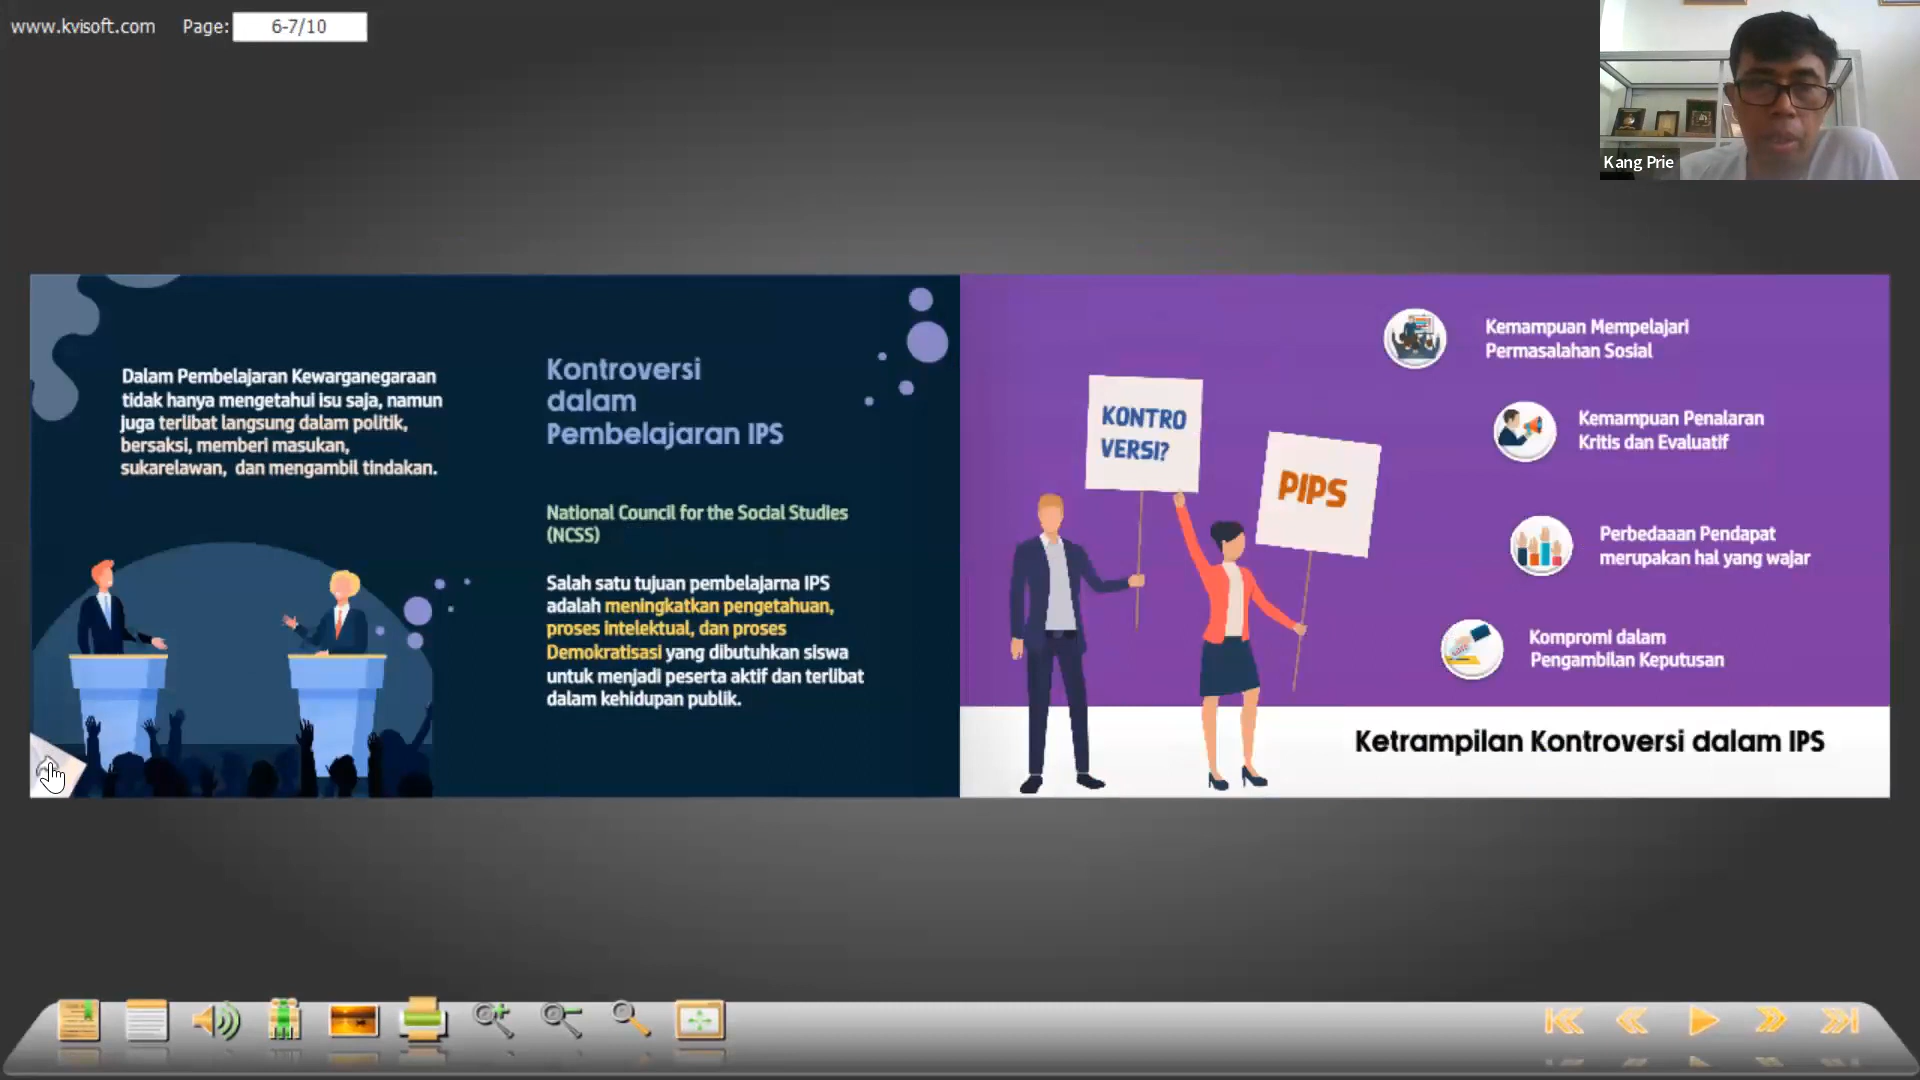 www.kvisoft.com
Page:
6-7/10
Kang Prie
Dalam Pembelajaran Kewarganegaraan
tidak hanya mengetahui isu saja, namun
juga terlibat langsung dalam politik,
bersaksi, memberi masukan,
sukarelawan, dan mengambil tindakan.
Kontroversi
dalam
Pembelajaran IPS
National Council for the Social Studies
(NCSS)
Salah satu tujuan pembelajarna IPS
adalah meningkatkan pengetahuan,
proses intelektual, dan proses
Demokratisasi yang dibutuhkan siswa
untuk menjadi peserta aktif dan terlibat
dalam kehidupan publik.
KONTRO
VERSI?
PIPS
Kemampuan Mempelajari
Permasalahan Sosial
Kemampuan Penalaran
Kritis dan Evaluatif
Perbedaaan Pendapat
merupakan hal yang wajar
Kompromi dalam
Pengambilan Keputusan
Ketrampilan Kontroversi dalam IPS